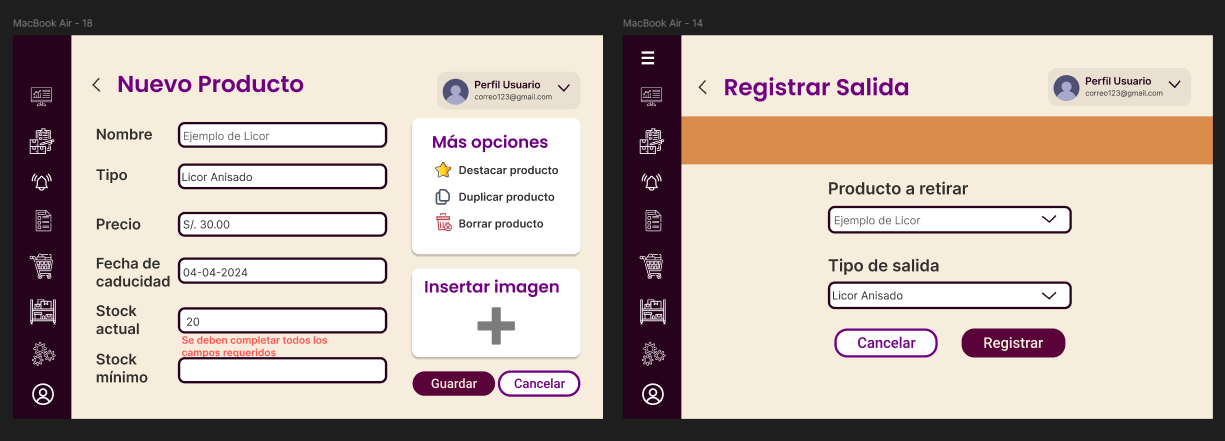 MacBook Air - 18
Nuevo Producto
Perfil Usuario
correo123@gmail.com
Nombre
Ejemplo de Licor
Tipo
Licor Anisado
Precio
S/. 30.00
Fecha de
caducidad
04-04-2024
Stock
actual
20
Se deben completar todos los
campos requeridos
Stock
mínimo
Más opciones
Destacar producto
Duplicar producto
Borrar producto
Insertar imagen
Guardar
Cancelar
MacBook Air - 14
Registrar Salida
Perfil Usuario
correo123@gmail.com
Producto a retirar
Ejemplo de Licor
Tipo de salida
Licor Anisado
Cancelar
Registrar